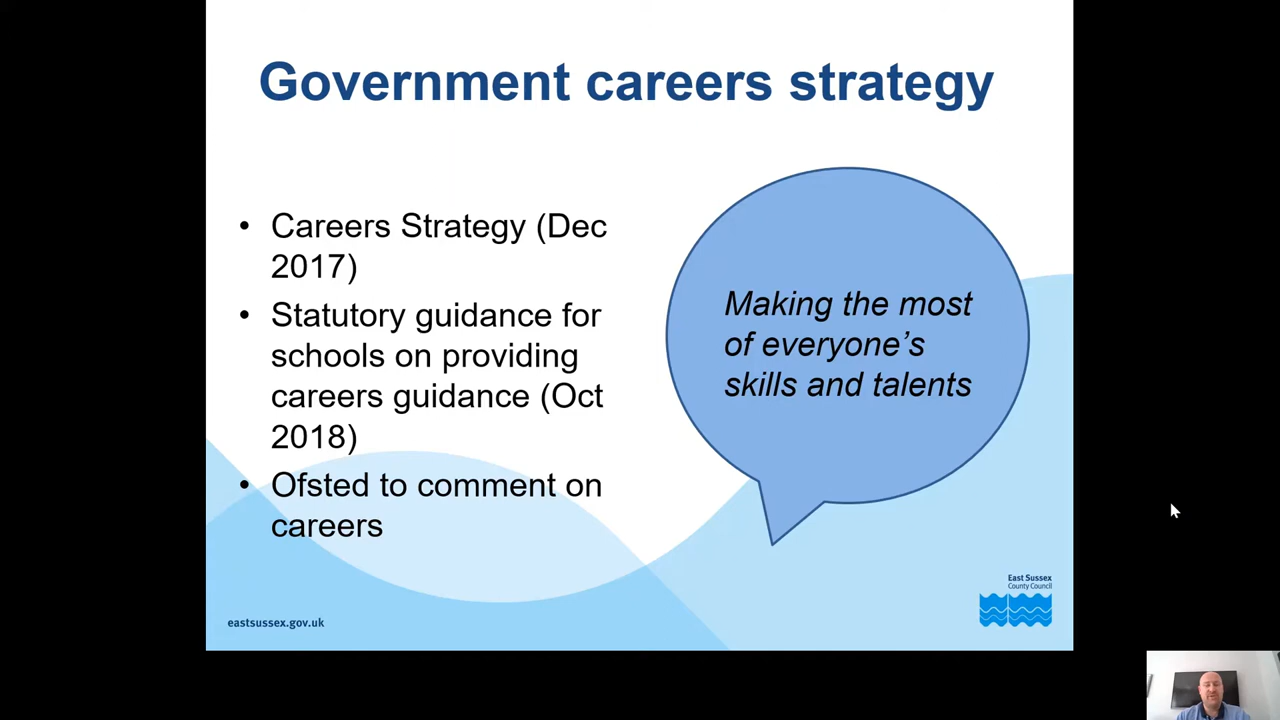 Government careers strategy
• Careers Strategy (Dec
2017)
• Statutory guidance for
schools on providing
careers guidance (Oct
2018)
• Ofsted to comment on
careers
Making the most
of everyone’s
skills and talents
eastsussex.gov.uk
East Sussex
County Council